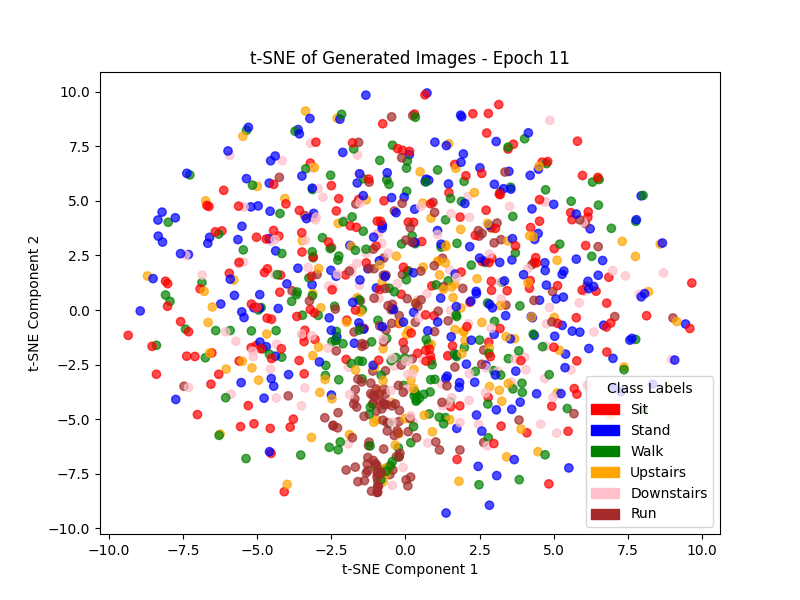 t-SNE of Generated Images - Epoch 11
10.0
7.5
5.0
2.5
0.0
−2.5
−5.0
−7.5
−10.0
t-SNE Component 2
Class Labels
Sit
Stand
Walk
Upstairs
Downstairs
Run
−10.0 −7.5 −5.0 −2.5 0.0 2.5 5.0 7.5 10.0
t-SNE Component 1